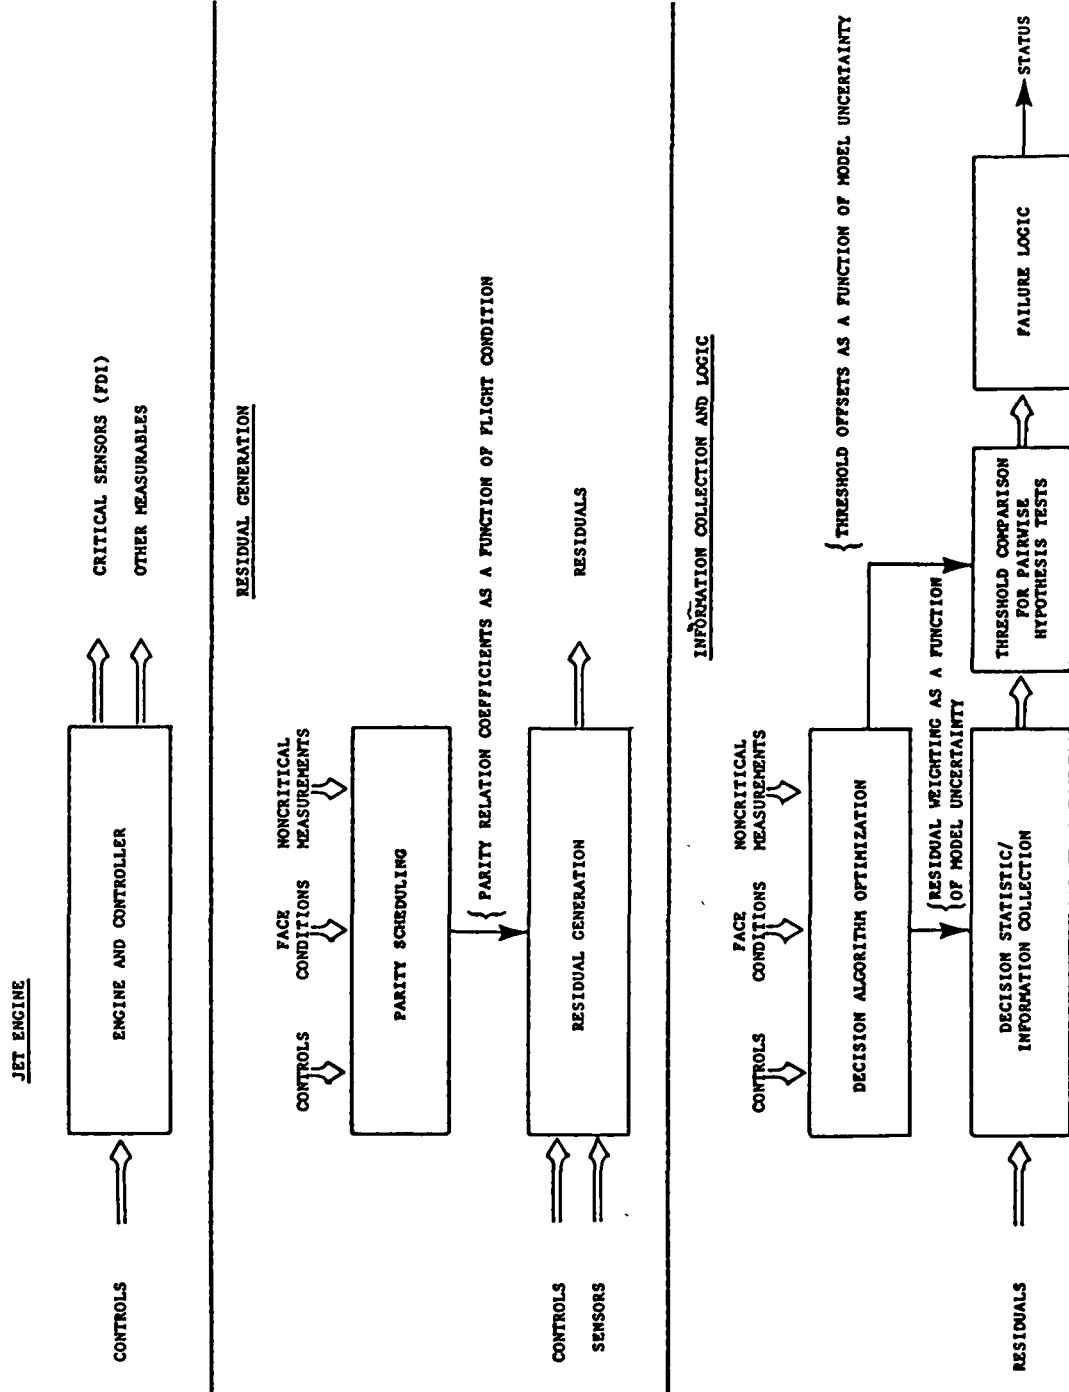 JET ENGINE
CONTROLS
ENGINE AND CONTROLLER
CRITICAL SENSORS (FDI)
OTHER MEASURABLES
RESIDUAL GENERATION
CONTROLS
FACE
CONDITIONS
NONCRITICAL
MEASUREMENTS
PARITY SCHEDULING
{PARITY RELATION COEFFICIENTS AS A FUNCTION OF FLIGHT CONDITION
CONTROLS
SENSORS
RESIDUAL GENERATION
RESIDUALS
INFORMATION COLLECTION AND LOGIC
CONTROLS
FACE
CONDITIONS
NONCRITICAL
MEASUREMENTS
DECISION ALGORITHM OPTIMIZATION
{THRESHOLD OFFSETS AS A FUNCTION OF MODEL UNCERTAINTY
{RESIDUAL WEIGHTING AS A FUNCTION
OF MODEL UNCERTAINTY
RESIDUALS
DECISION STATISTIC/
INFORMATION COLLECTION
THRESHOLD COMPARISON
FOR PAIRWISE
HYPOTHESIS TESTS
FAILURE LOGIC
STATUS